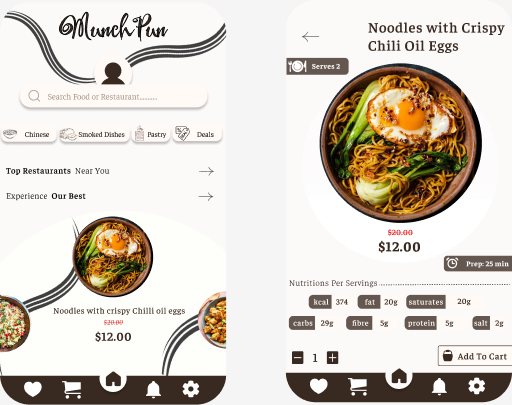 Munch Pun
Search Food or Restaurant..........
Chinese
Smoked Dishes
Pastry
Deals
Top Restaurants Near You
Experience Our Best
Noodles with crispy Chilli oil eggs
$20.00
$12.00
Noodles with Crispy
Chili Oil Eggs
Serves 2
$20.00
$12.00
Prep: 25 min
Nutritions Per Servings
kcal 374 fat 20g saturates 20g
carbs 29g fibre 5g protein 5g salt 2g
1
Add To Cart